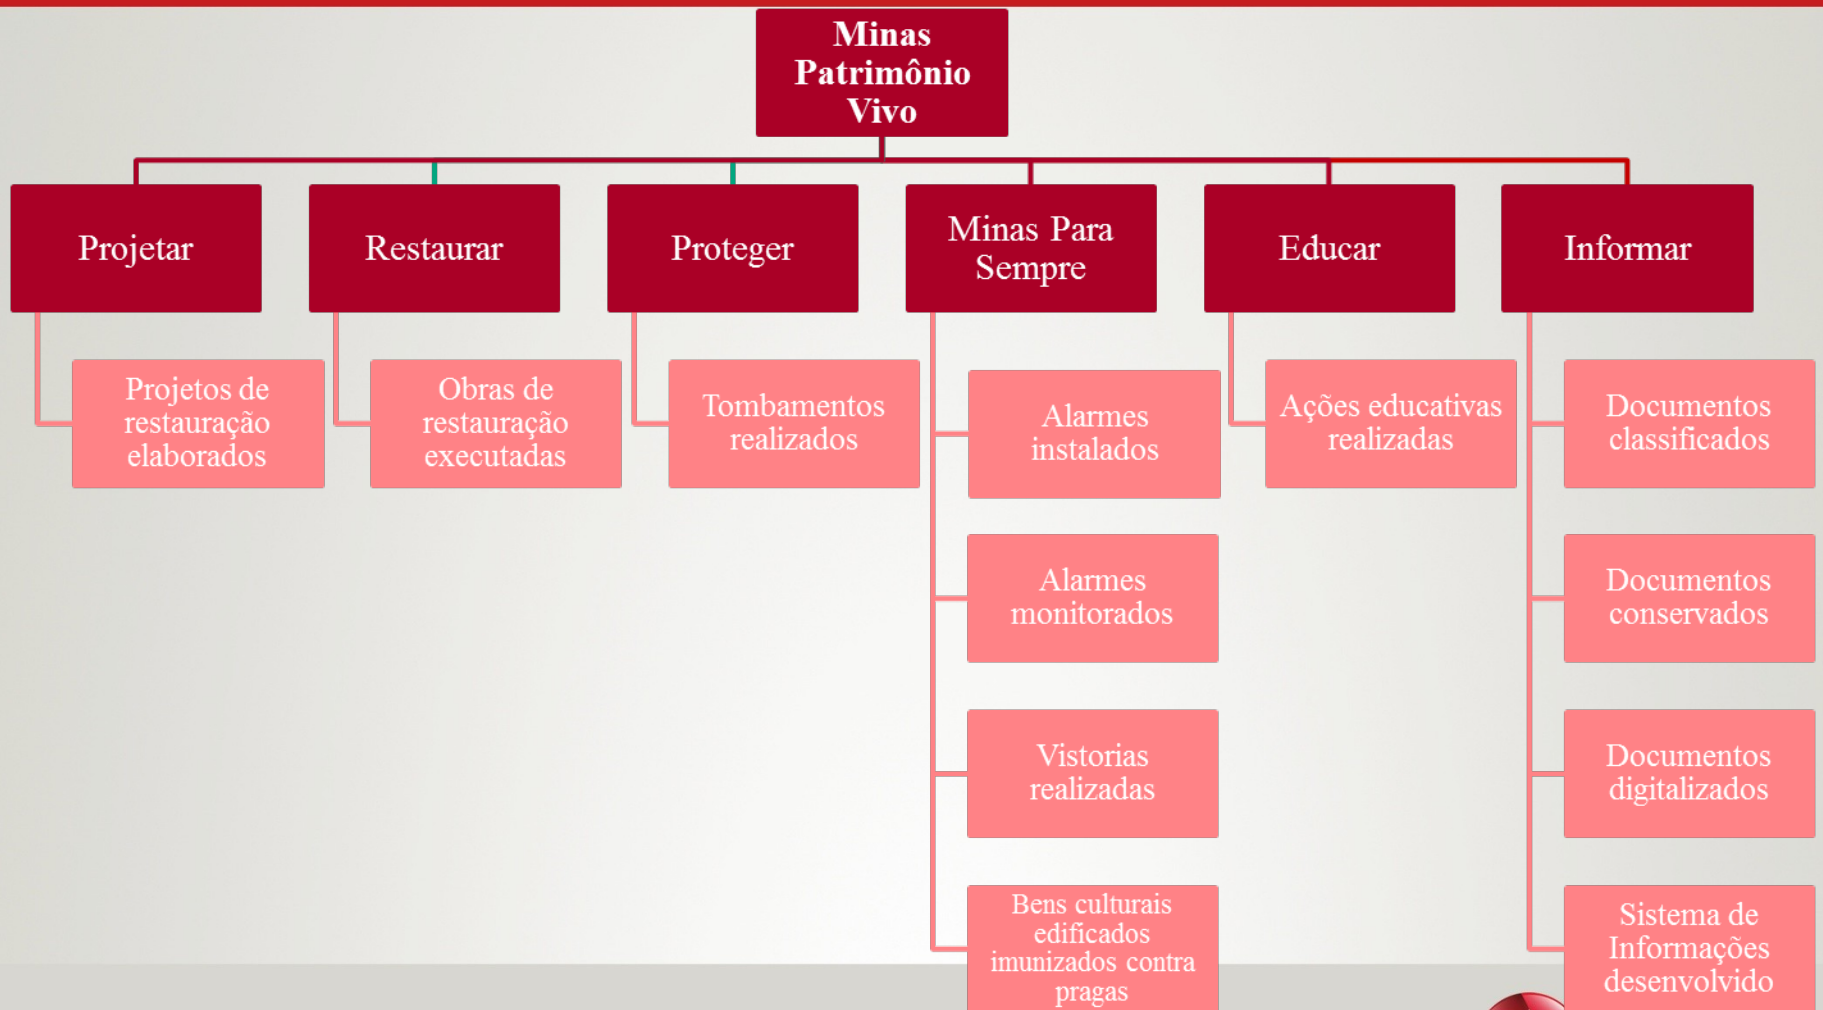 Minas
Patrimônio
Vivo
Projetar
Restaurar
Proteger
Minas Para
Sempre
Educar
Informar
Projetos de
restauração
elaborados
Obras de
restauração
executadas
Tombamentos
realizados
Alarmes
instalados
Alarmes
monitorados
Vistorias
realizadas
Bens culturais
edificados
imunizados contra
pragas
Ações educativas
realizadas
Documentos
classificados
Documentos
conservados
Documentos
digitalizados
Sistema de
Informações
desenvolvido